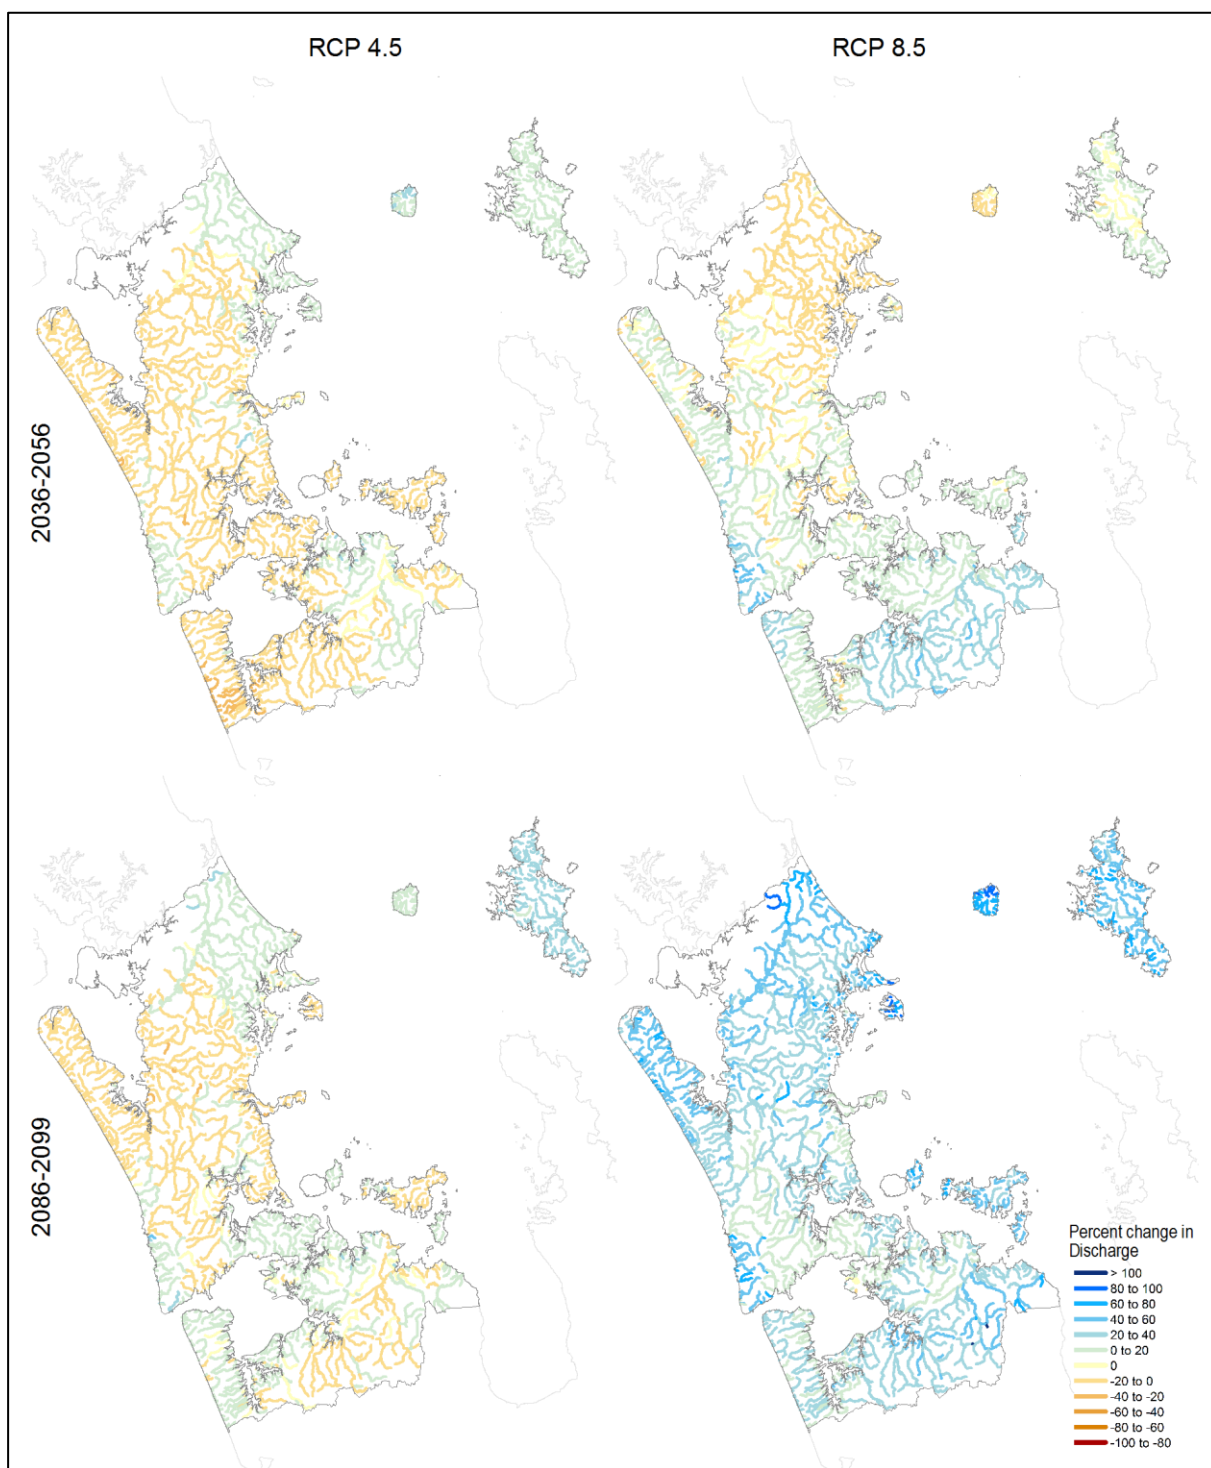 RCP 4.5
RCP 8.5
2036-2056
2086-2099
Percent change in
Discharge
> 100
80 to 100
60 to 80
40 to 60
20 to 40
0 to 20
0
-20 to 0
-40 to -20
-60 to -40
-80 to -60
-100 to -80